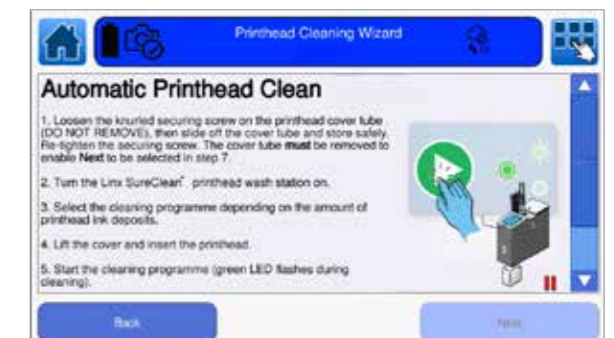 Printhead Cleaning Wizard
Automatic Printhead Clean
1. Loosen the knurled securing screw on the printhead cover tube
(DO NOT REMOVE), then slide off the cover tube and store safely.
Re-tighten the securing screw. The cover tube must be removed to
enable Next to be selected in step 7.
2. Turn the Linx SureClean* printhead wash station on.
3. Select the cleaning programme depending on the amount of
printhead ink deposits.
4. Lift the cover and insert the printhead.
5. Start the cleaning programme (green LED flashes during
cleaning).
Back
Next